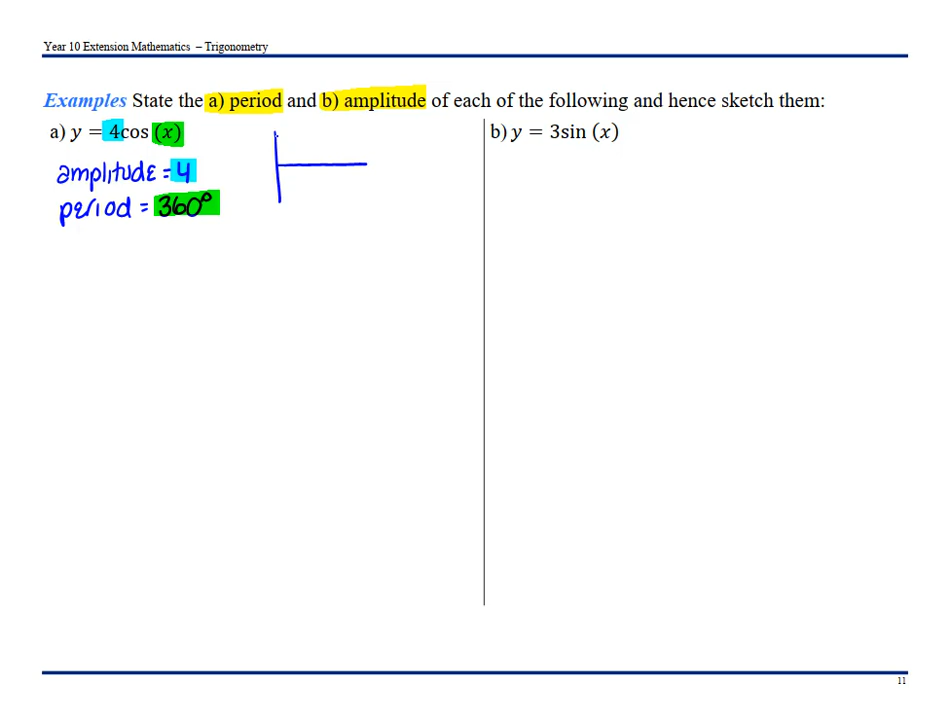 Year 10 Extension Mathematics – Trigonometry
Examples State the a) period and b) amplitude of each of the following and hence sketch them:
a) y = 4cos (x)
amplitude = 4
period = 360°
b) y = 3sin (x)
11